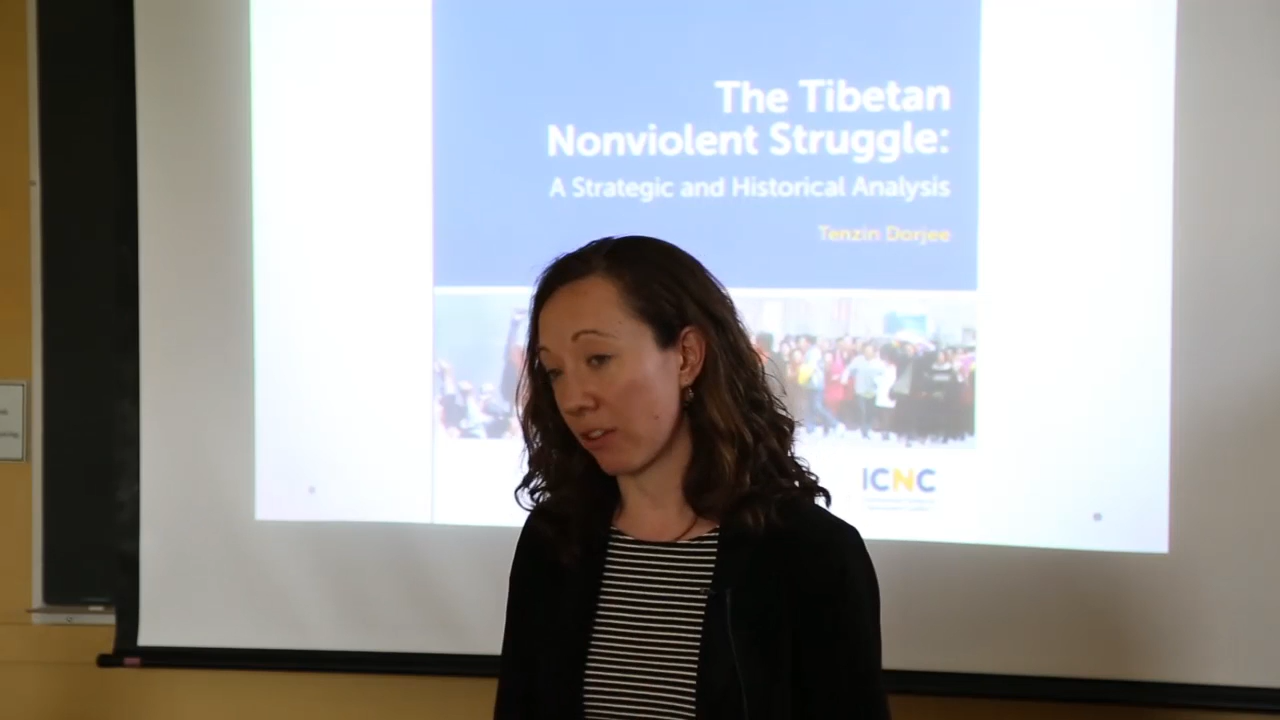 The Tibetan
Nonviolent Struggle:
A Strategic and Historical Analysis
Tenzin Dorjee
ICNC